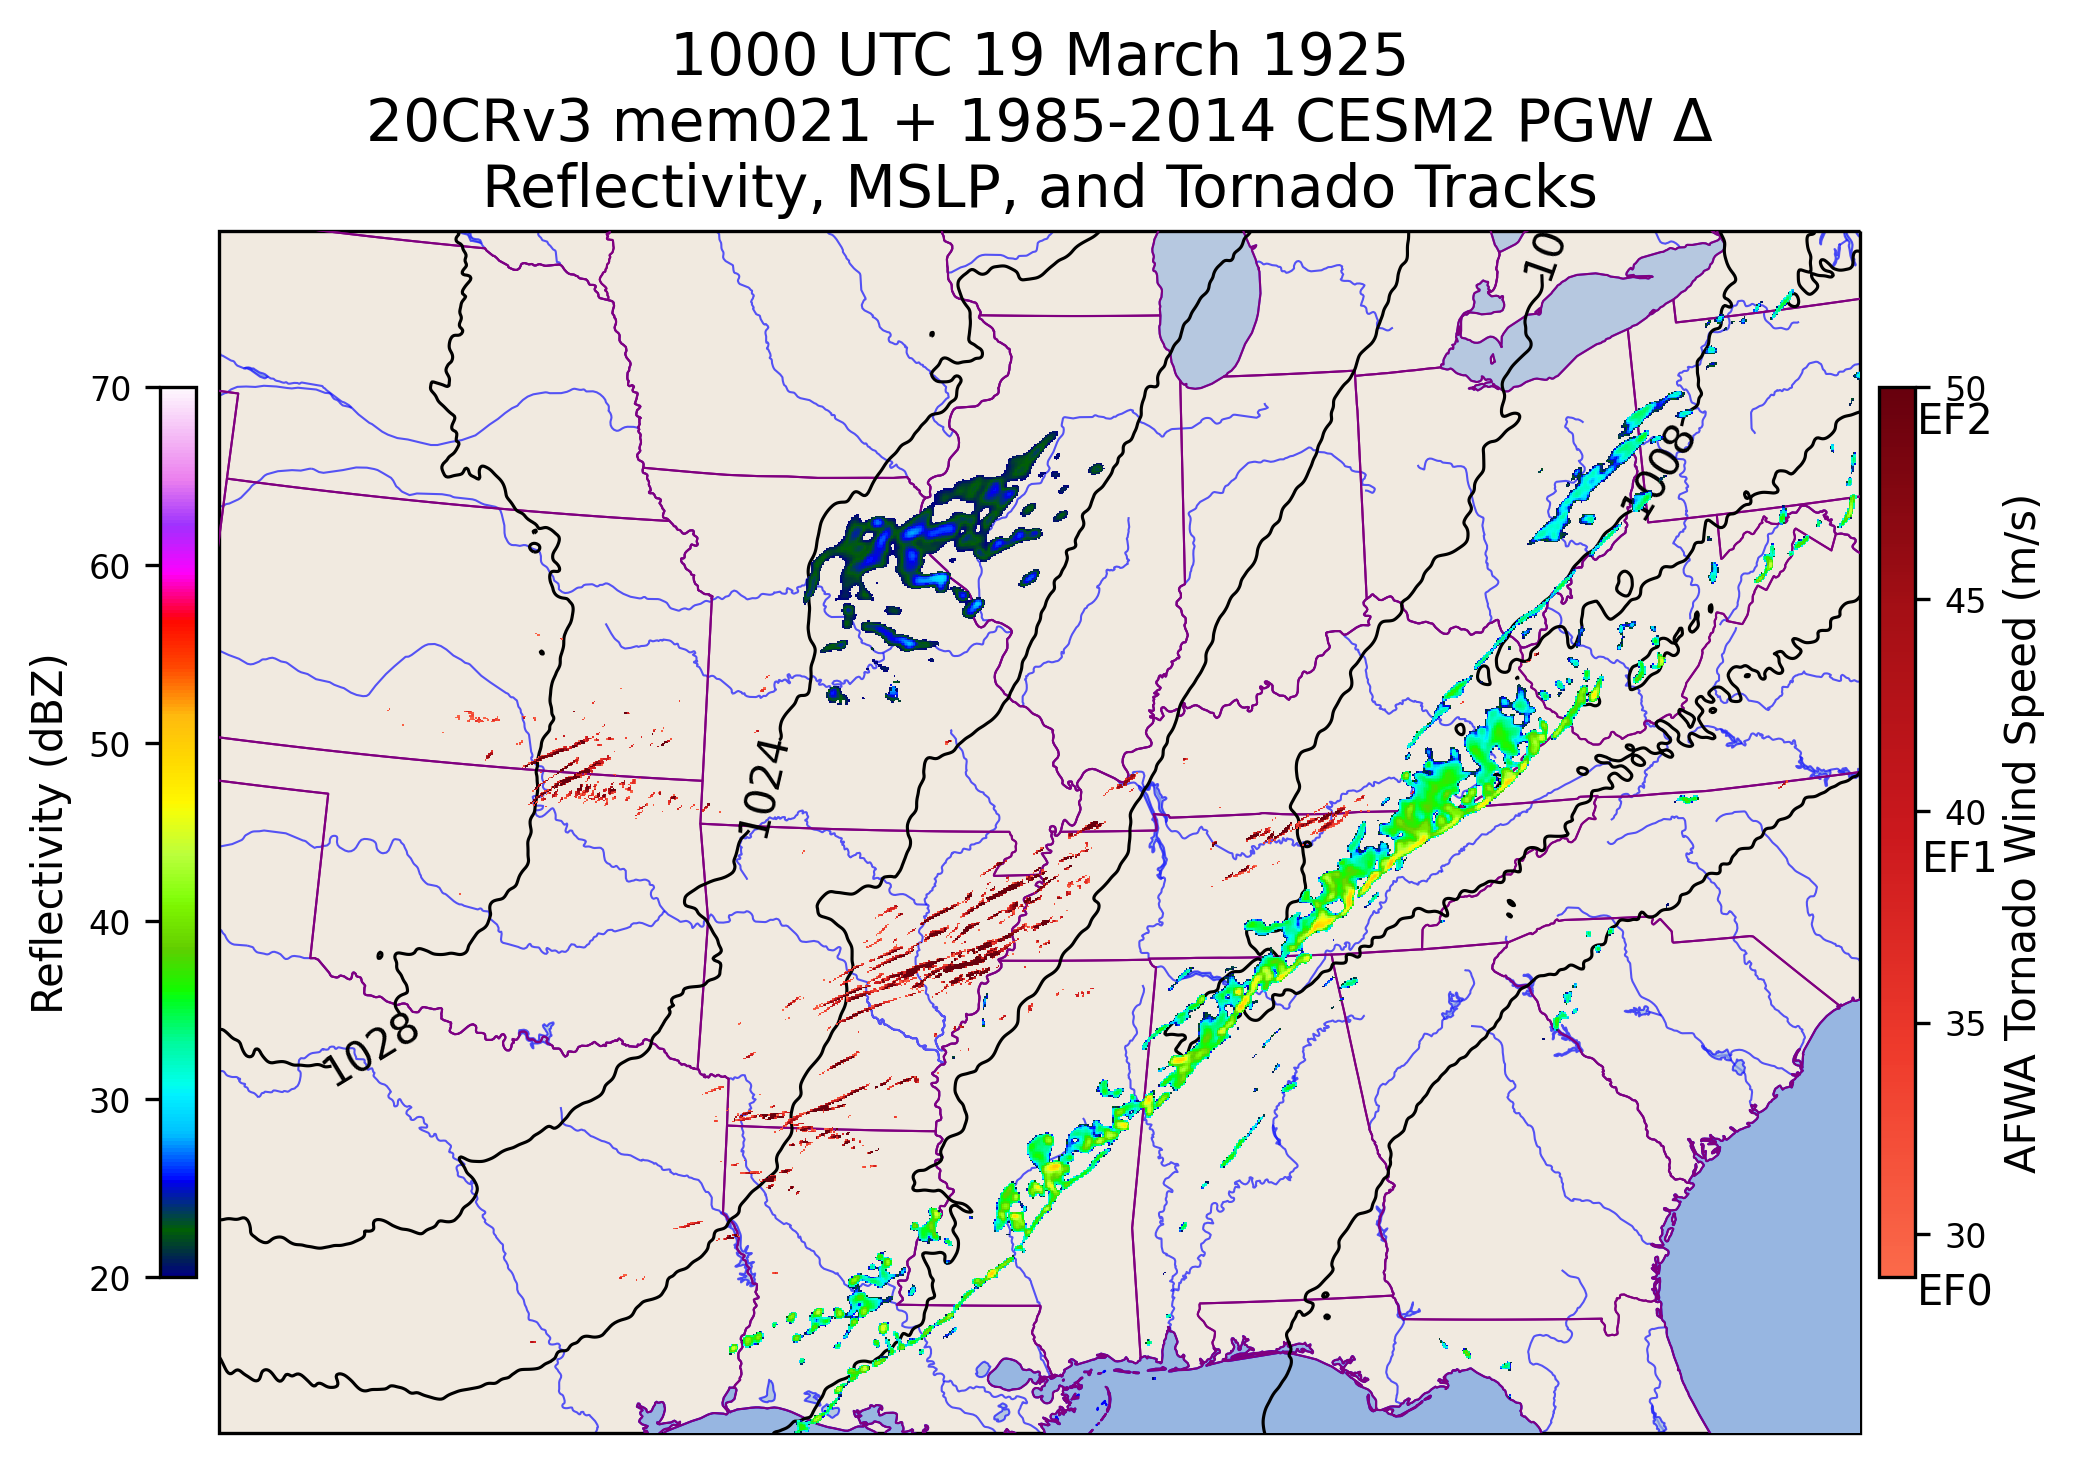 1000 UTC 19 March 1925
20CRv3 mem021 + 1985-2014 CESM2 PGW Δ
Reflectivity, MSLP, and Tornado Tracks
70
60
50
40
30
20
Reflectivity (dBZ)
10
1008
1024
1028
50
EF2
45
40
EF1
35
30
EF0
AFWA Tornado Wind Speed (m/s)